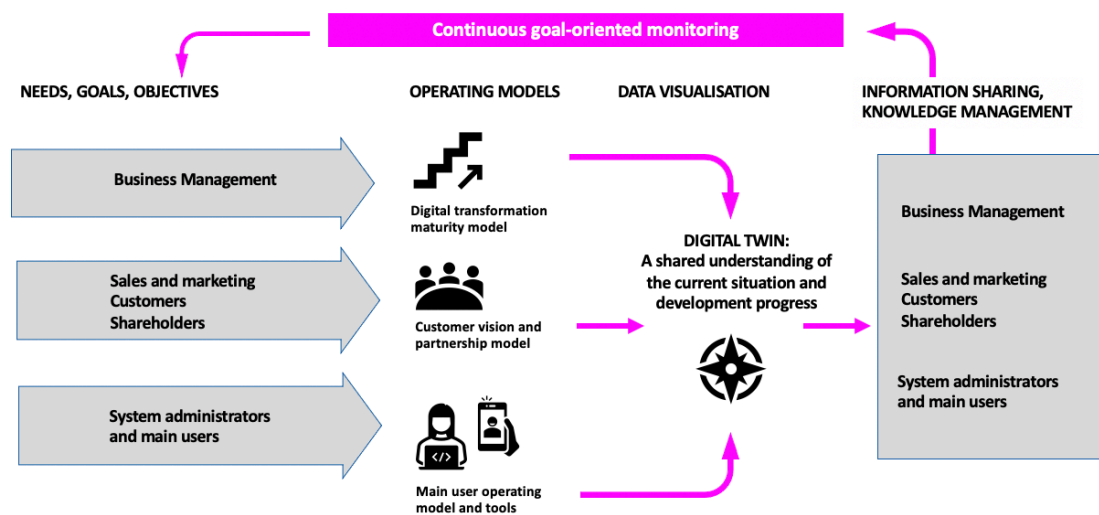 Continuous goal-oriented monitoring
NEEDS, GOALS, OBJECTIVES
OPERATING MODELS
DATA VISUALISATION
INFORMATION SHARING,
KNOWLEDGE MANAGEMENT
Business Management
Digital transformation
maturity model
Sales and marketing
Customers
Shareholders
Customer vision and
partnership model
System administrators
and main users
</>
Main user operating
model and tools
DIGITAL TWIN:
A shared understanding of
the current situation and
development progress
Business Management
Sales and marketing
Customers
Shareholders
System administrators
and main users